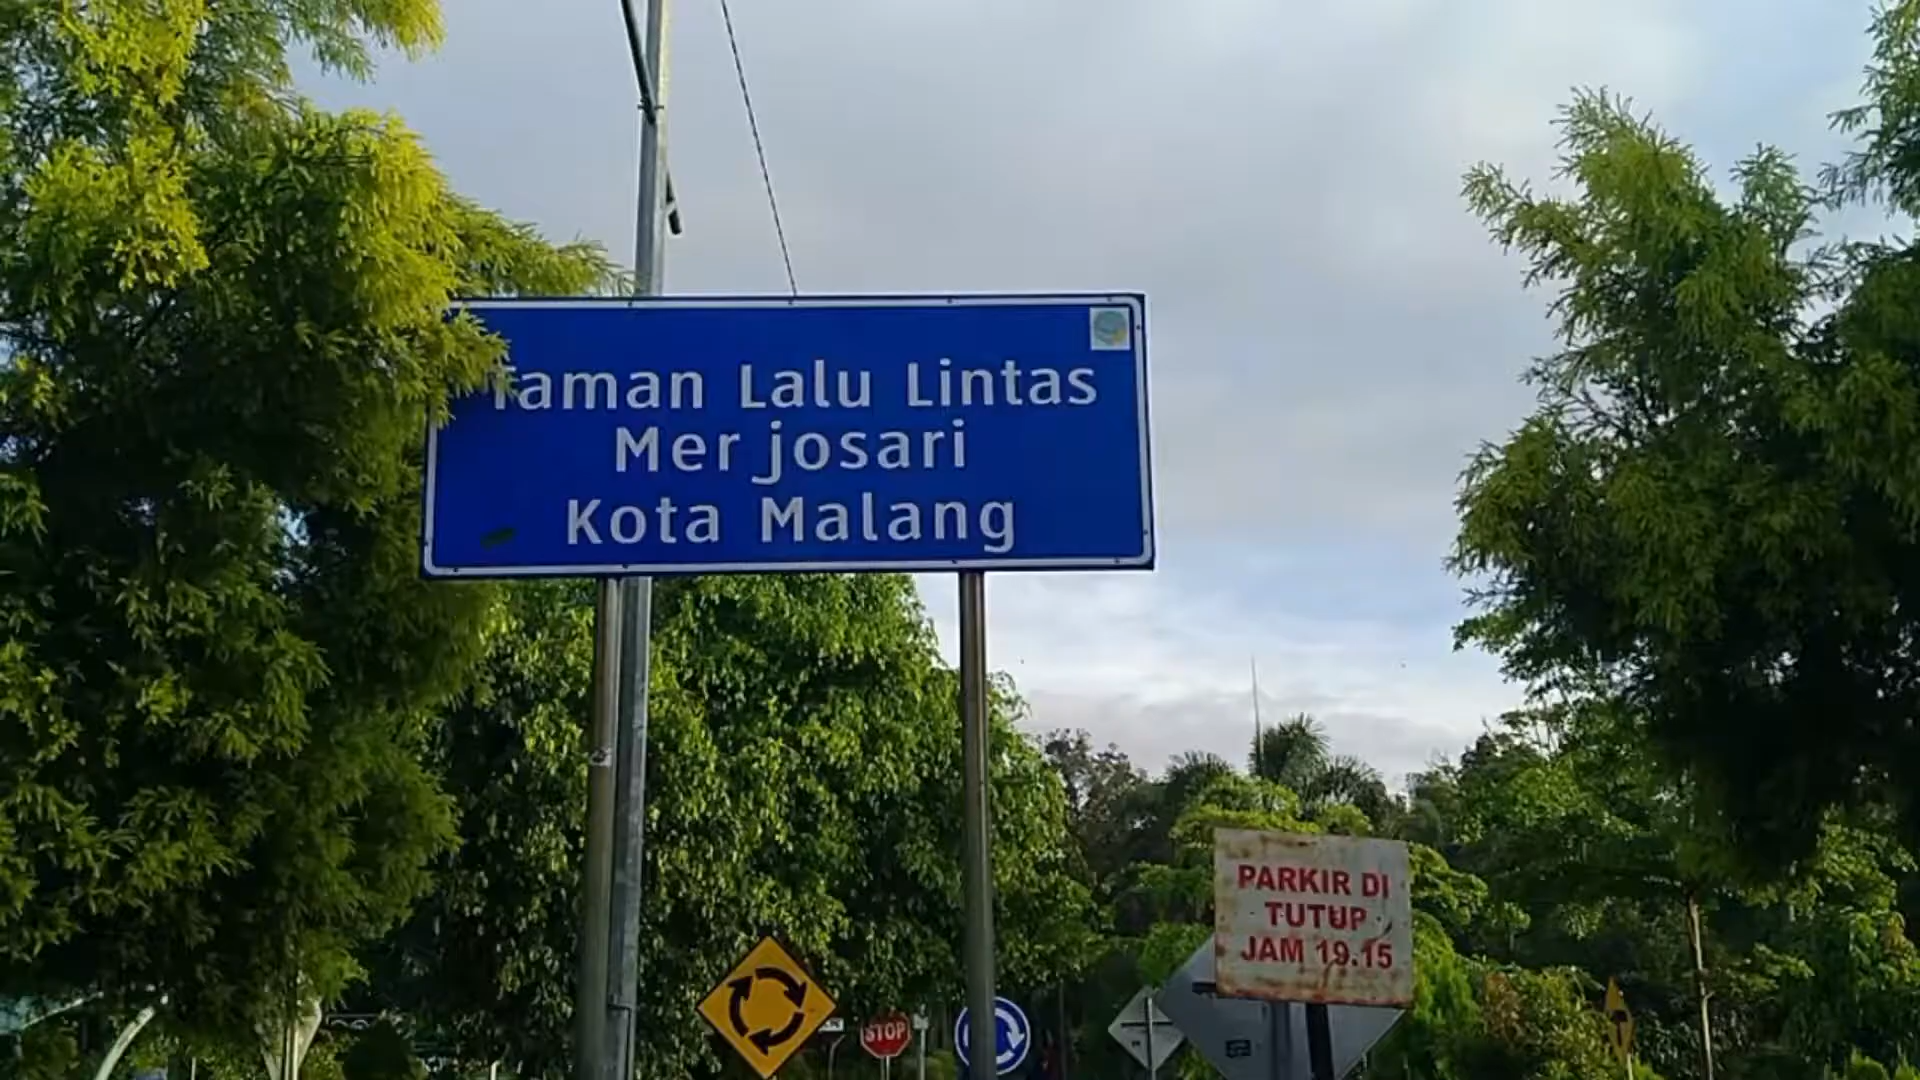 Taman Lalu Lintas
Merjosari
Kota Malang
PARKIR DI
TUTUP
JAM 19.15
STOP